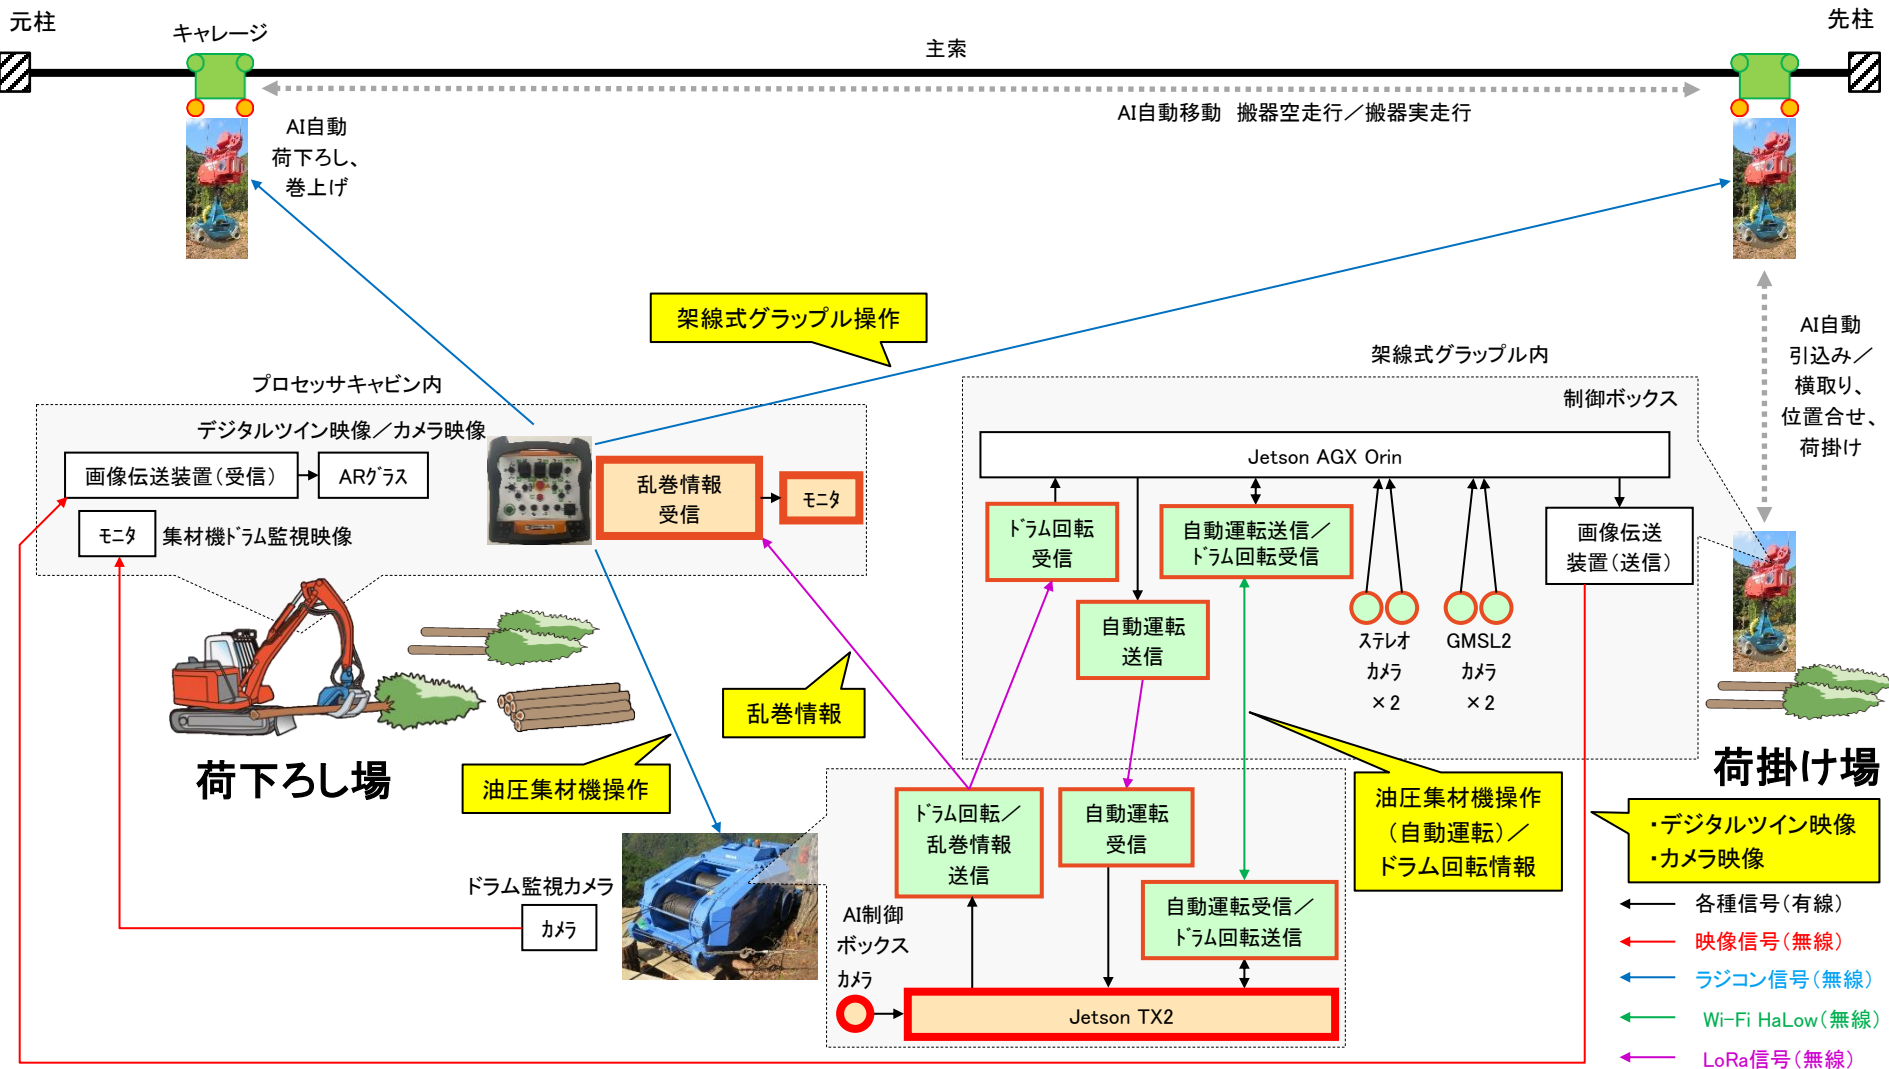 元柱
キャレージ
主索
先柱
AI自動
荷下ろし、
巻上げ
AI自動移動　搬器空走行／搬器実走行
架線式グラップル操作
AI自動
引込み／
横取り、
位置合せ、
荷掛け
プロセッサキャビン内
デジタルツイン映像／カメラ映像
画像伝送装置（受信）
ARｸﾞﾗｽ
乱巻情報
受信
ﾓﾆﾀ
ﾓﾆﾀ
集材機ﾄﾞﾗﾑ監視映像
架線式グラップル内
制御ボックス
Jetson AGX Orin
ﾄﾞﾗﾑ回転
受信
自動運転送信／
ﾄﾞﾗﾑ回転受信
画像伝送
装置（送信）
自動運転
送信
ｽﾃﾚｵ
ｶﾒﾗ
×2
GMSL2
ｶﾒﾗ
×2
乱巻情報
荷下ろし場
油圧集材機操作
荷掛け場
ﾄﾞﾗﾑ回転／
乱巻情報
送信
自動運転
受信
油圧集材機操作
（自動運転）／
ドラム回転情報
・デジタルツイン映像
・カメラ映像
ドラム監視カメラ
ｶﾒﾗ
AI制御
ボックス
ｶﾒﾗ
自動運転受信／
ﾄﾞﾗﾑ回転送信
Jetson TX2
各種信号（有線）
映像信号（無線）
ラジコン信号（無線）
Wi-Fi HaLow（無線）
LoRa信号（無線）